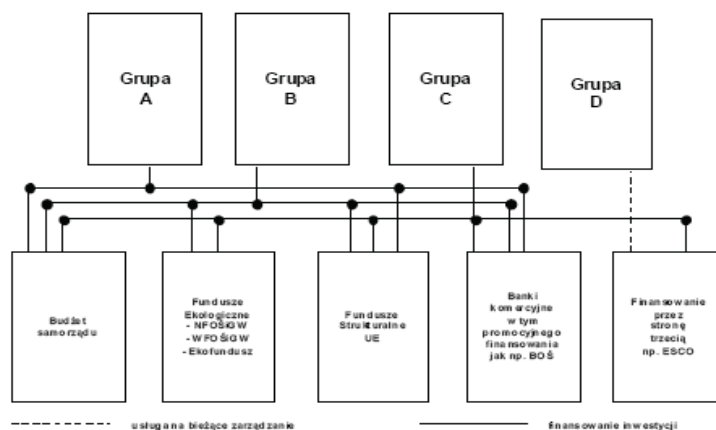 Grupa
A
Grupa
B
Grupa
C
Grupa
D
Budżet
samorządu
Fundusze
Ekologiczne
- NFOŚiGW
- WFOŚiGW
- Ekofundusz
Fundusze
Strukturalne
UE
Banki
komercyjne
w tym
promocyjnego
finansowania
jak np. BOŚ
Finansowanie
przez
stronę
trzecią
np. ESCO
usługa na bieżące zarządzanie
finansowanie inwestycji